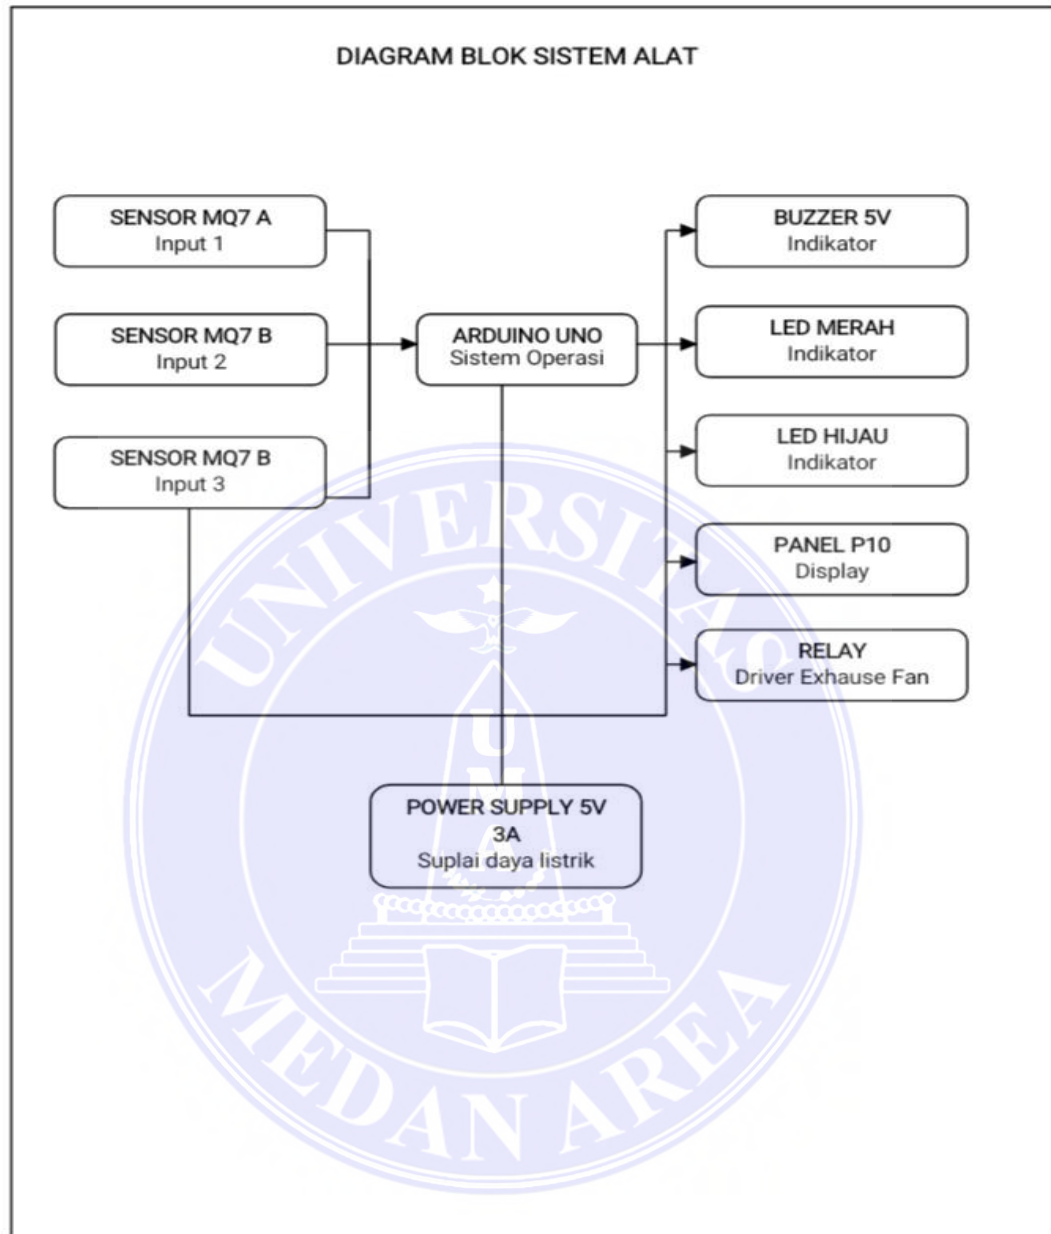 DIAGRAM BLOK SISTEM ALAT
SENSOR MQ7 A
Input 1
SENSOR MQ7 B
Input 2
SENSOR MQ7 B
Input 3
ARDUINO UNO
Sistem Operasi
BUZZER 5V
Indikator
LED MERAH
Indikator
LED HIJAU
Indikator
PANEL P10
Display
RELAY
Driver Exhause Fan
POWER SUPPLY 5V
3A
Suplai daya listrik
UNIVERSITAS
UMA
MEDAN AREA